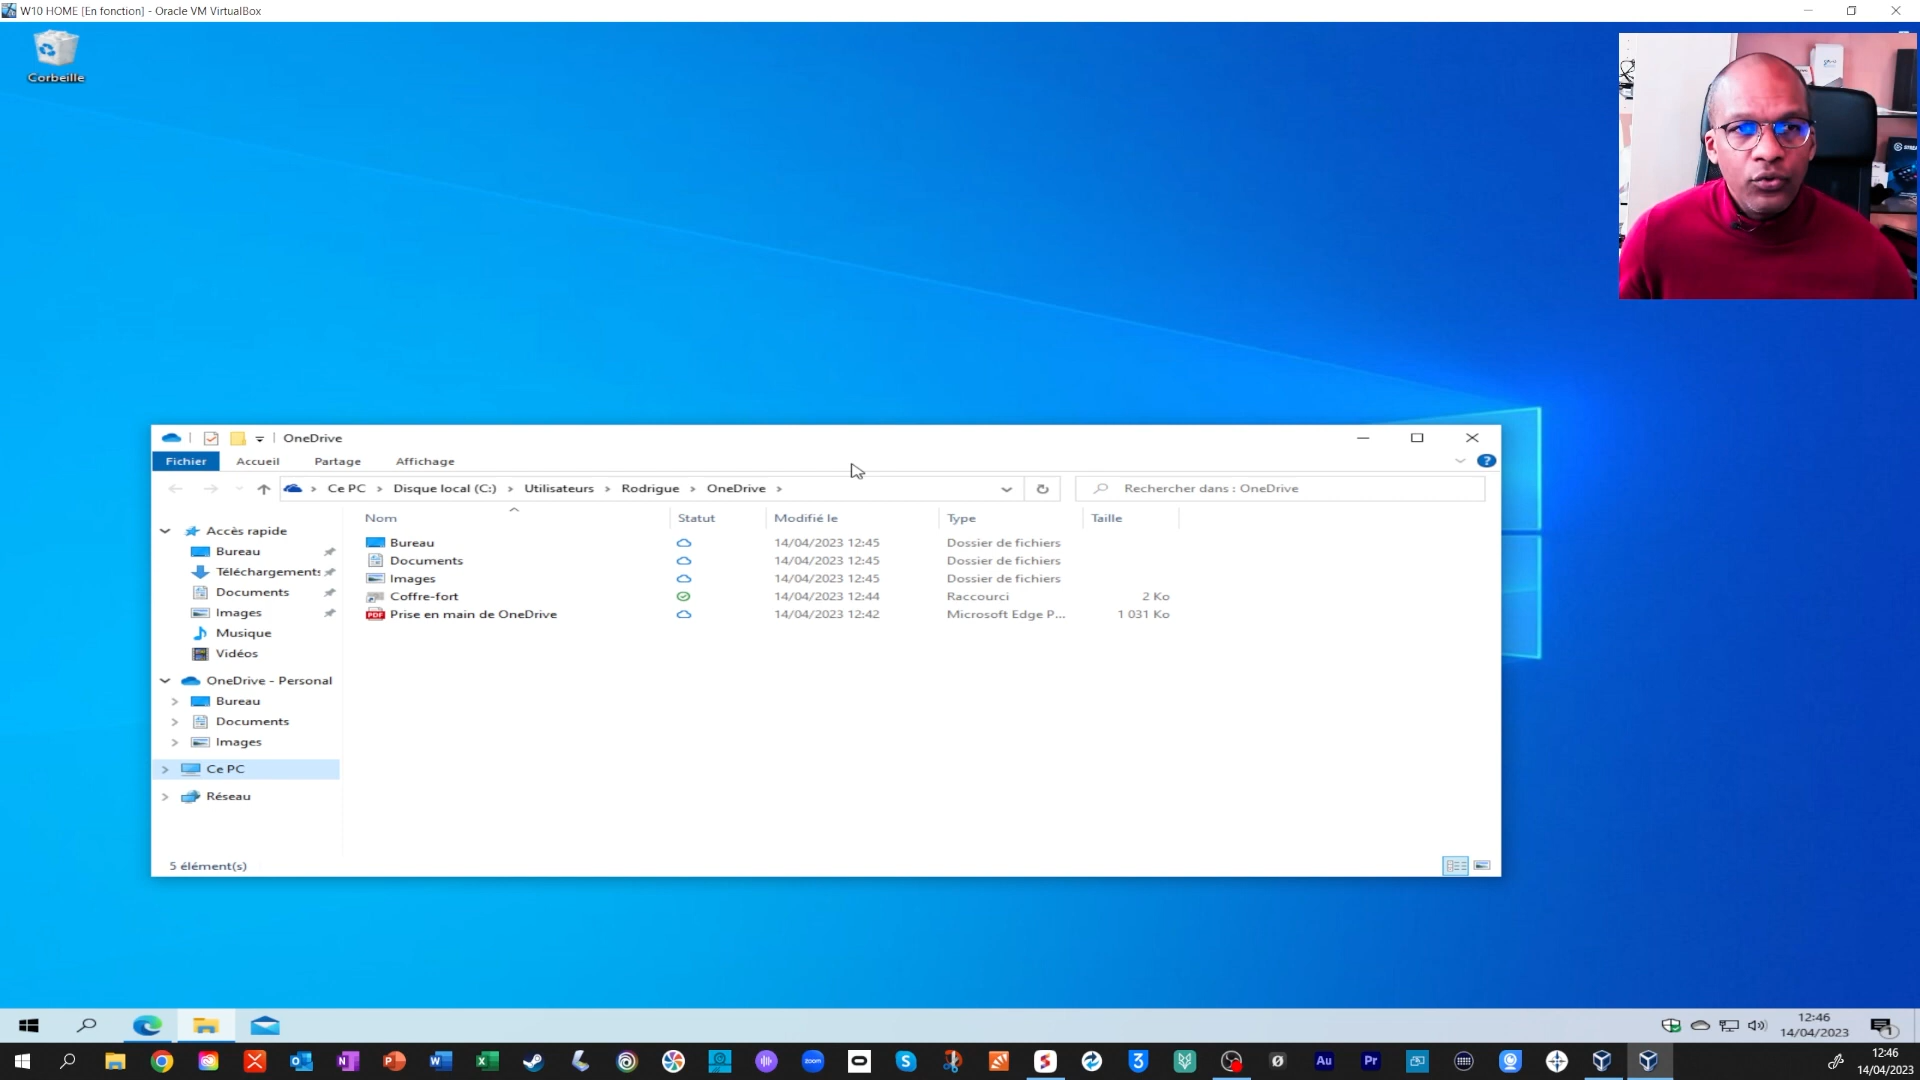 W10 HOME [En fonction] - Oracle VM VirtualBox
Corbeille
OneDrive
Fichier Accueil Partage Affichage
Ce PC Disque local (C:) Utilisateurs Rodrigue OneDrive
Rechercher dans : OneDrive
Nom Statut Modifié le Type Taille
Bureau 14/04/2023 12:45 Dossier de fichiers
Documents 14/04/2023 12:45 Dossier de fichiers
Images 14/04/2023 12:45 Dossier de fichiers
Coffre-fort 14/04/2023 12:44 Raccourci 2 Ko
Prise en main de OneDrive 14/04/2023 12:42 Microsoft Edge P... 1 031 Ko
Accès rapide
Bureau
Téléchargements
Documents
Images
Musique
Vidéos
OneDrive - Personal
Bureau
Documents
Images
Ce PC
Réseau
5 élément(s)
12:46
14/04/2023
1
zoom
Au
Pr
12:46
14/04/2023